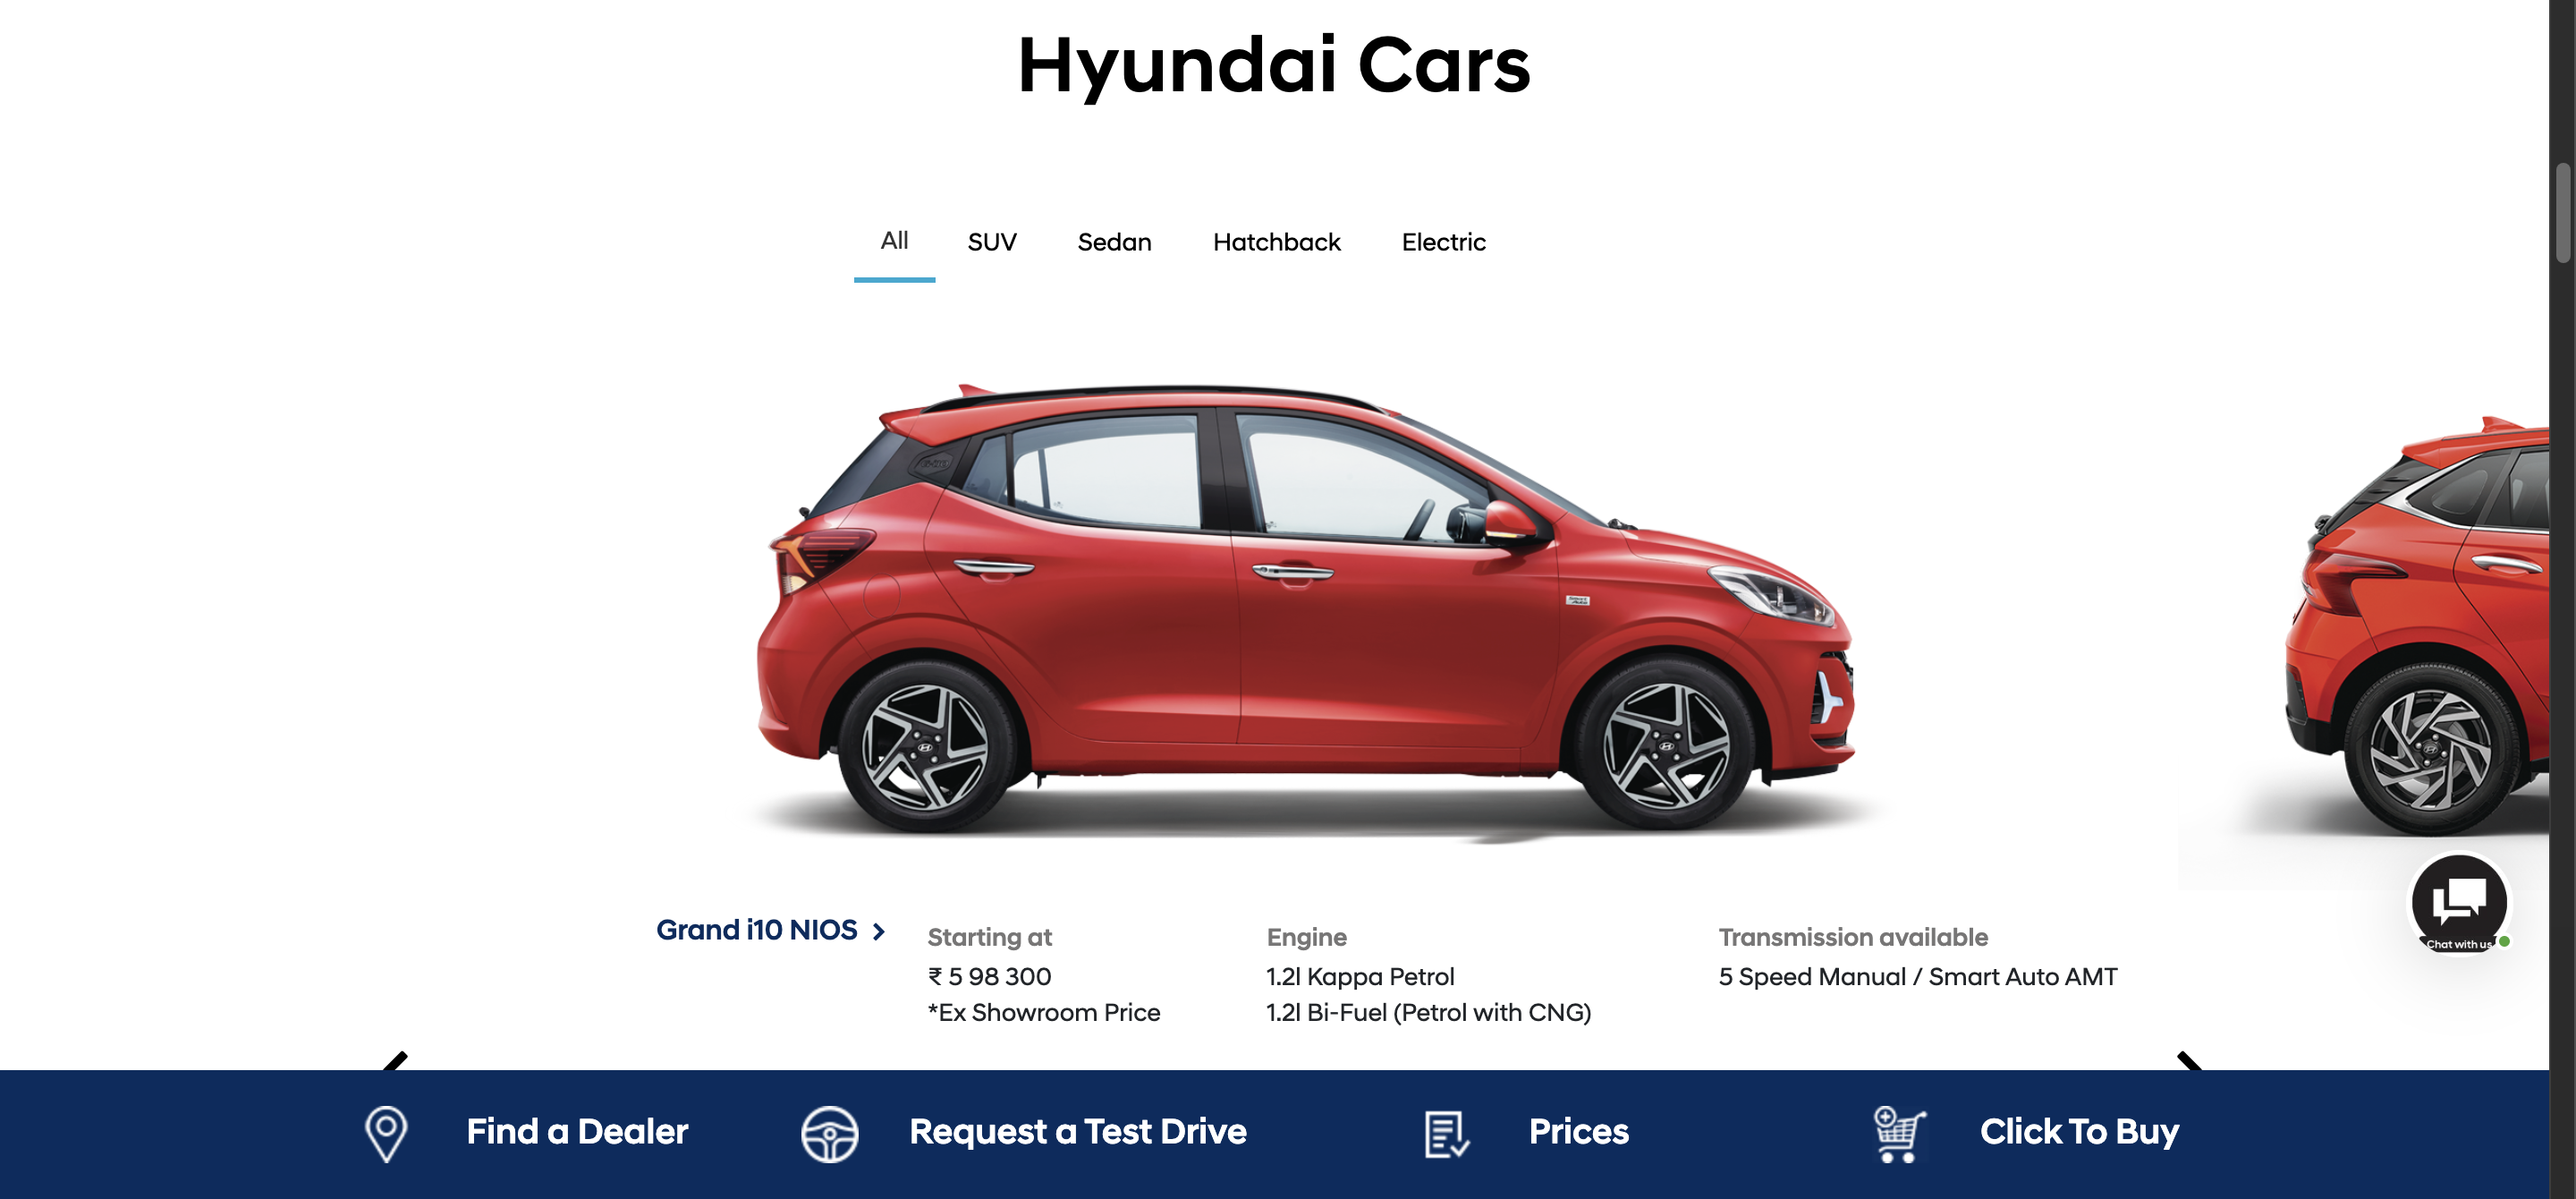 Hyundai Cars
All
SUV
Sedan
Hatchback
Electric
Grand i10 NIOS
Starting at
₹ 5 98 300
*Ex Showroom Price
Engine
1.2l Kappa Petrol
1.2l Bi-Fuel (Petrol with CNG)
Transmission available
5 Speed Manual / Smart Auto AMT
Chat with us
Find a Dealer
Request a Test Drive
Prices
Click To Buy